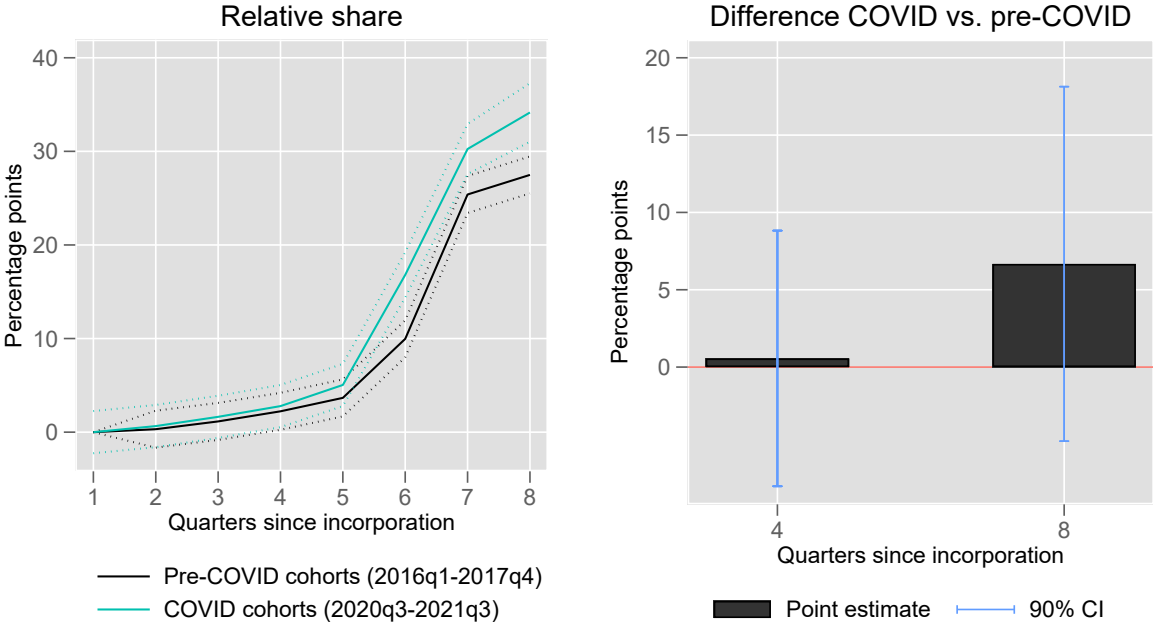 Relative share
Percentage points
40
30
20
10
0
1 2 3 4 5 6 7 8
Quarters since incorporation
Pre-COVID cohorts (2016q1-2017q4)
COVID cohorts (2020q3-2021q3)
Difference COVID vs. pre-COVID
Percentage points
20
15
10
5
0
4 8
Quarters since incorporation
Point estimate 90% CI